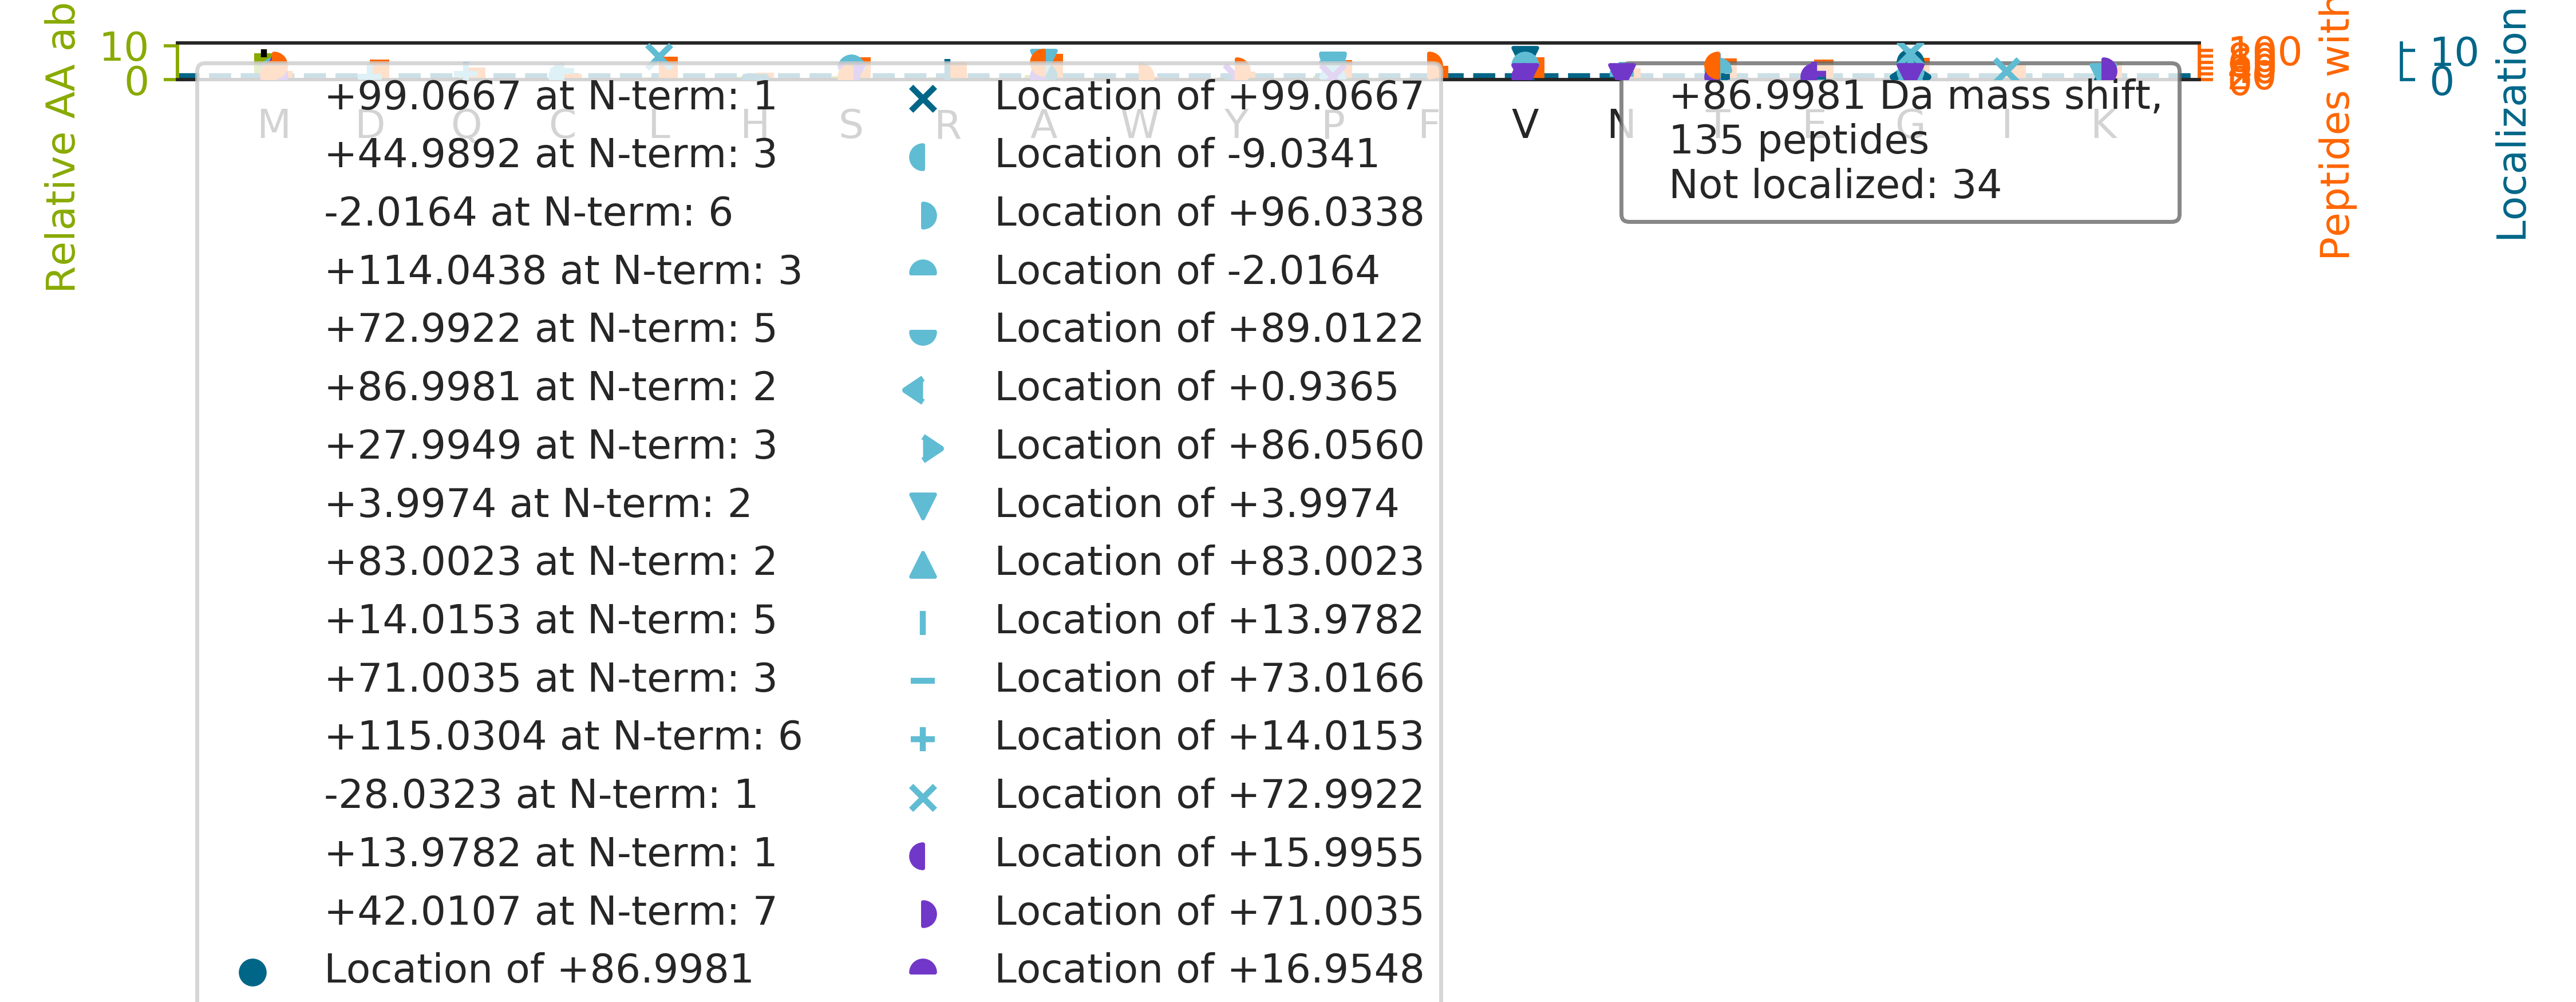 Relative AA ab
10
0
M D Q C L H S R A W Y P F V N T E G I K
+99.0667 at N-term: 1
+44.9892 at N-term: 3
-2.0164 at N-term: 6
+114.0438 at N-term: 3
+72.9922 at N-term: 5
+86.9981 at N-term: 2
+27.9949 at N-term: 3
+3.9974 at N-term: 2
+83.0023 at N-term: 2
+14.0153 at N-term: 5
+71.0035 at N-term: 3
+115.0304 at N-term: 6
-28.0323 at N-term: 1
+13.9782 at N-term: 1
+42.0107 at N-term: 7
Location of +86.9981
Location of +99.0667
Location of -9.0341
Location of +96.0338
Location of -2.0164
Location of +89.0122
Location of +0.9365
Location of +86.0560
Location of +3.9974
Location of +83.0023
Location of +13.9782
Location of +73.0166
Location of +14.0153
Location of +72.9922
Location of +15.9955
Location of +71.0035
Location of +16.9548
+86.9981 Da mass shift,
135 peptides
Not localized: 34
100
0
Peptides with
10
0
Localization